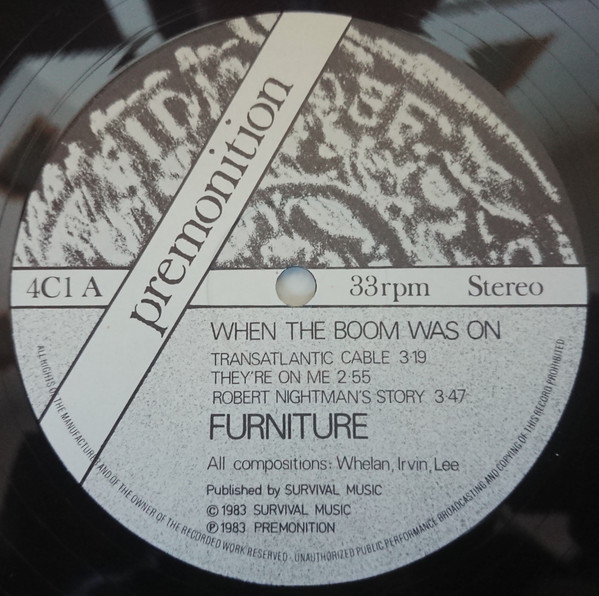 premonition
4C1 A
33rpm Stereo
WHEN THE BOOM WAS ON
TRANSATLANTIC CABLE 3·19
THEY'RE ON ME 2·55
ROBERT NIGHTMAN'S STORY 3·47
FURNITURE
All compositions: Whelan, Irvin, Lee
Published by SURVIVAL MUSIC
© 1983 SURVIVAL MUSIC
℗ 1983 PREMONITION
ALL RIGHTS OF THE MANUFACTURER AND OF THE OWNER OF THE RECORDED WORK RESERVED · UNAUTHORIZED PUBLIC PERFORMANCE BROADCASTING AND COPYING OF THIS RECORD PROHIBITED